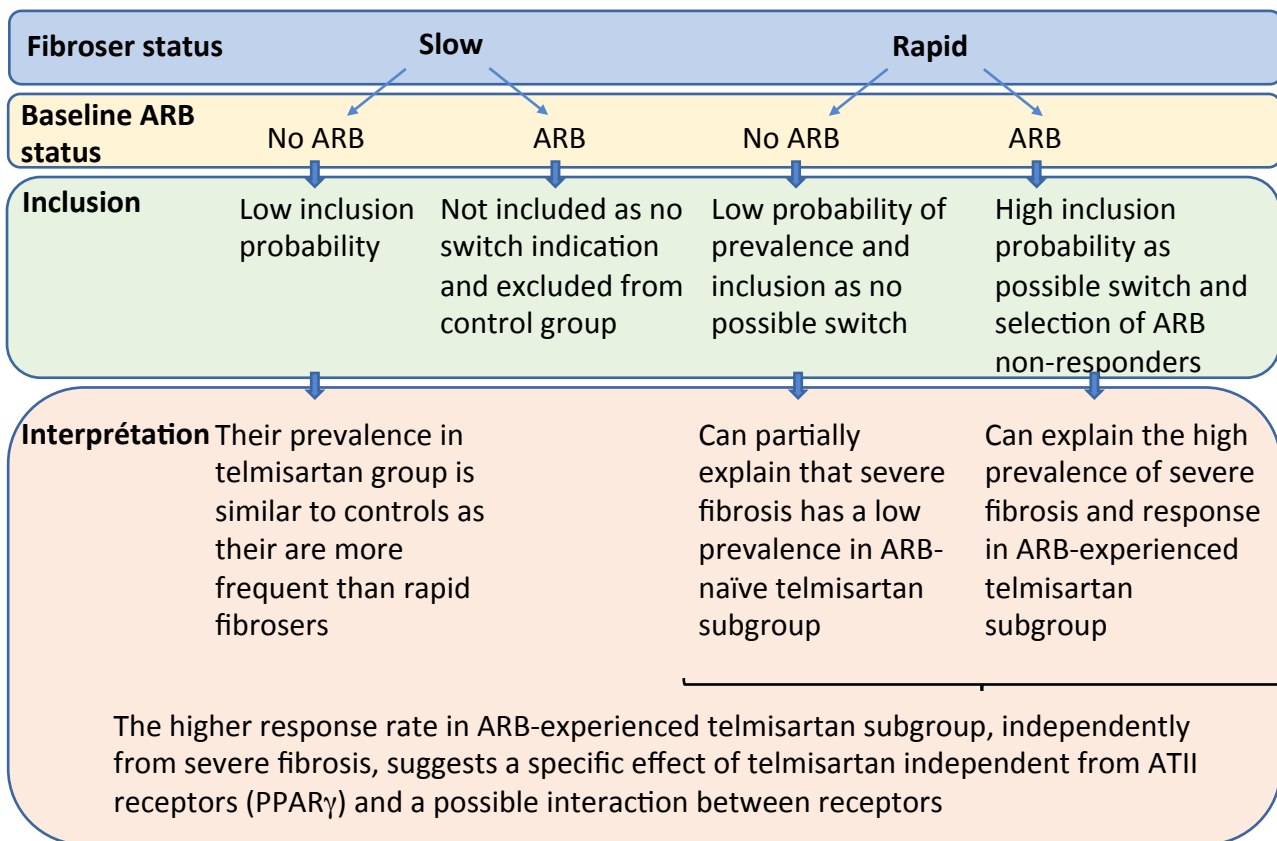 Fibroser status
Slow
Rapid
Baseline ARB
status
No ARB
ARB
No ARB
ARB
Inclusion
Low inclusion
probability
Not included as no
switch indication
and excluded from
control group
Low probability of
prevalence and
inclusion as no
possible switch
High inclusion
probability as
possible switch and
selection of ARB
non-responders
Interprétation
Their prevalence in
telmisartan group is
similar to controls as
their are more
frequent than rapid
fibrosers
Can partially
explain that severe
fibrosis has a low
prevalence in ARB-
naïve telmisartan
subgroup
Can explain the high
prevalence of severe
fibrosis and response
in ARB-experienced
telmisartan
subgroup
The higher response rate in ARB-experienced telmisartan subgroup, independently
from severe fibrosis, suggests a specific effect of telmisartan independent from ATII
receptors (PPARγ) and a possible interaction between receptors